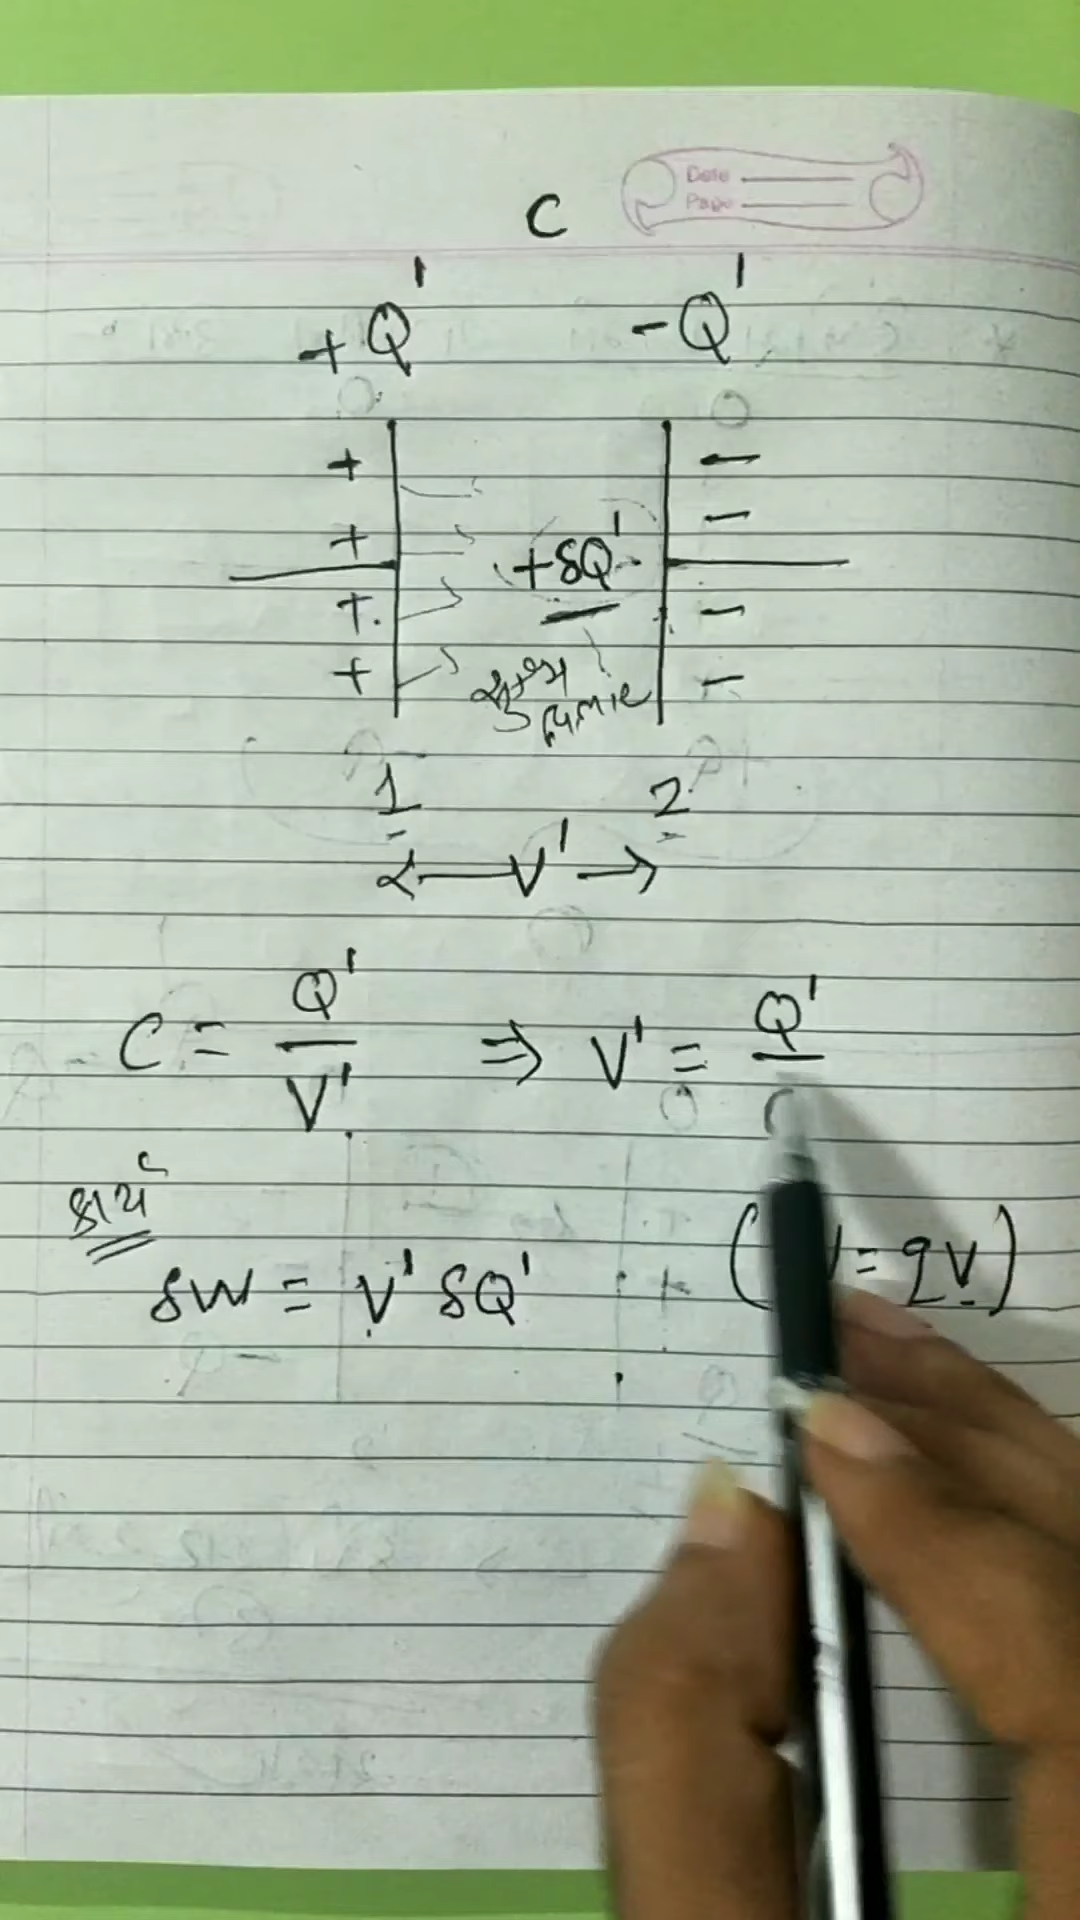 Date
Page
C
+Q' -Q'
+ -
+ -
+δQ'
+ -
+ -
સૂક્ષ્મ
1 2
← V' →
C = Q'/V' ⇒ V' = Q'/
કાર્ય
δW = V' δQ' ( = qV)